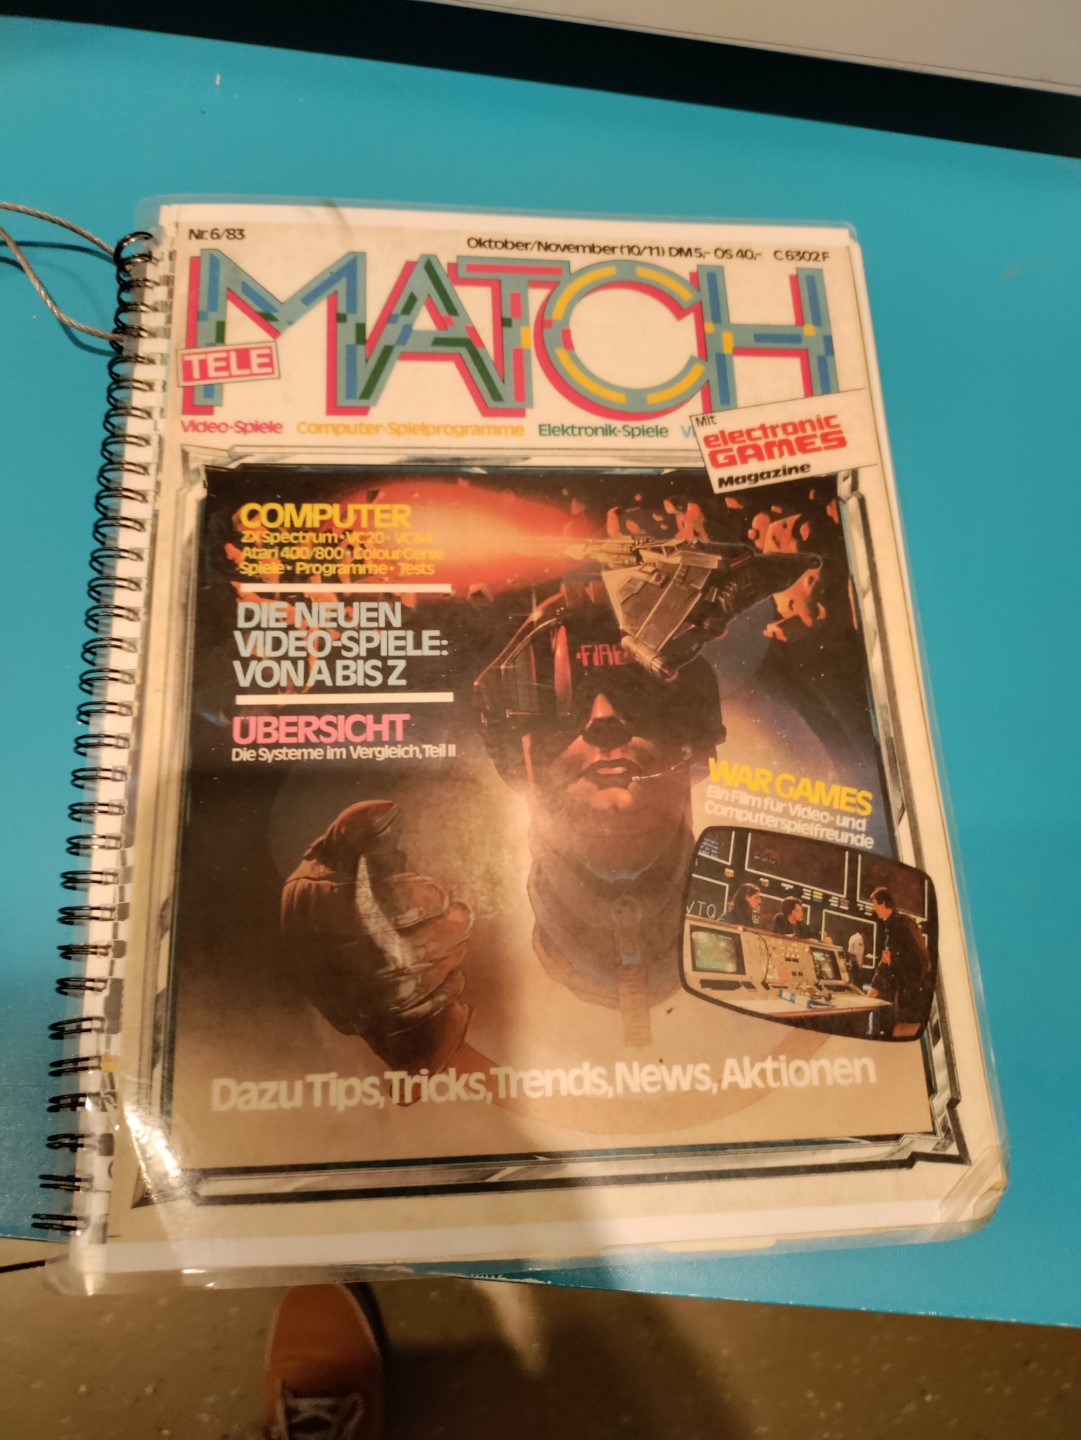 Nr. 6/83
Oktober/November (10/11) DM 5,- OS 40,- C 6302 F
MATCH
TELE
Video-Spiele Computer-Spielprogramme Elektronik-Spiele
Mit
electronic
GAMES
Magazine
COMPUTER
ZX Spectrum • VC 20 • VC 64
Atari 400/800 • Colour Genie
Spiele • Programme • Tests
DIE NEUEN
VIDEO-SPIELE:
VON A BIS Z
ÜBERSICHT
Die Systeme im Vergleich, Teil II
FIRE
WAR GAMES
Ein Film für Video- und
Computerspielfreunde
Dazu Tips, Tricks, Trends, News, Aktionen